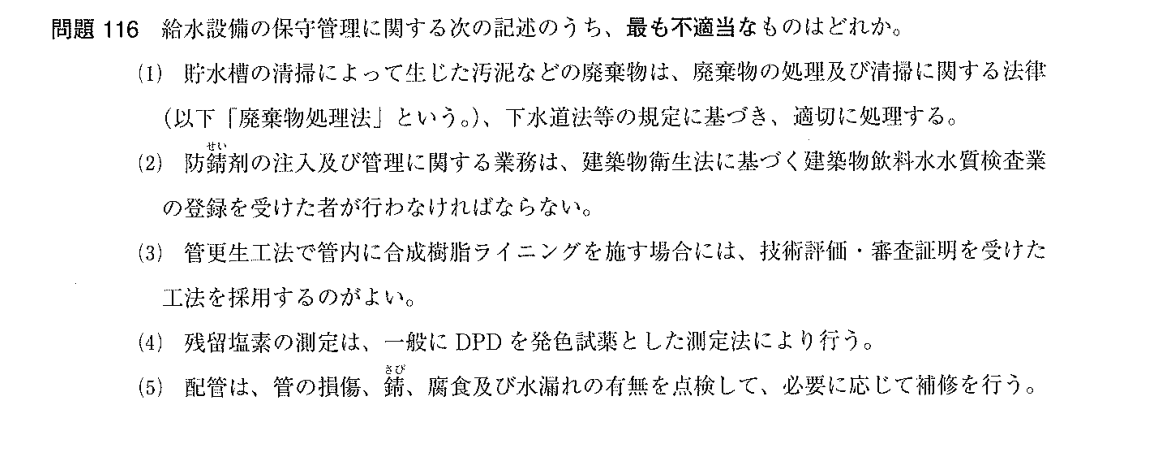 問題 116 給水設備の保守管理に関する次の記述のうち、最も不適当なものはどれか。
(1) 貯水槽の清掃によって生じた汚泥などの廃棄物は、廃棄物の処理及び清掃に関する法律
(以下「廃棄物処理法」という。)、下水道法等の規定に基づき、適切に処理する。
せい
(2) 防錆剤の注入及び管理に関する業務は、建築物衛生法に基づく建築物飲料水水質検査業
の登録を受けた者が行わなければならない。
(3) 管更生工法で管内に合成樹脂ライニングを施す場合には、技術評価・審査証明を受けた
工法を採用するのがよい。
(4) 残留塩素の測定は、一般に DPD を発色試薬とした測定法により行う。
さび
(5) 配管は、管の損傷、錆、腐食及び水漏れの有無を点検して、必要に応じて補修を行う。